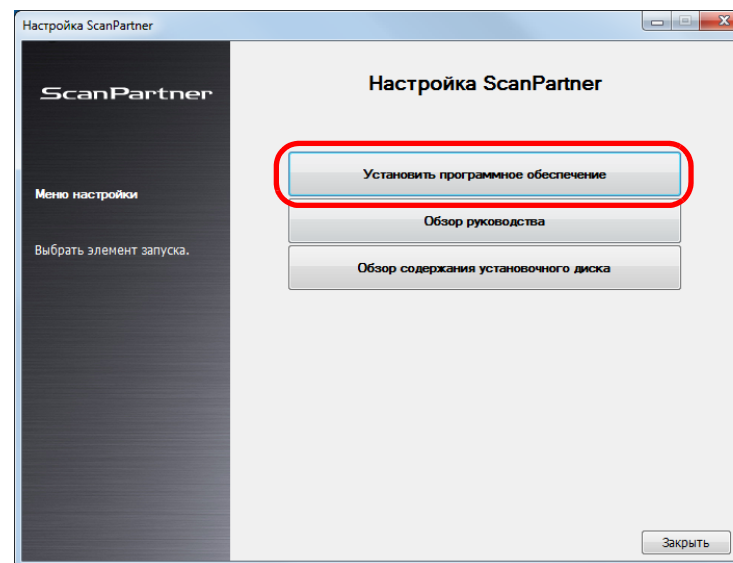 Настройка ScanPartner
ScanPartner
Меню настройки
Выбрать элемент запуска.
Настройка ScanPartner
Установить программное обеспечение
Обзор руководства
Обзор содержания установочного диска
Закрыть